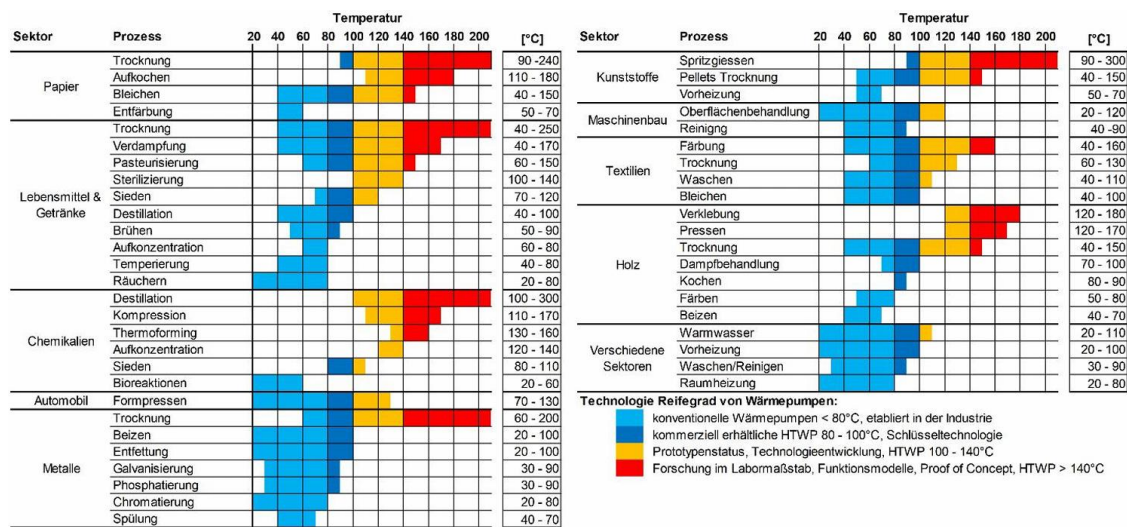 Temperatur
Sektor Prozess 20 40 60 80 100 120 140 160 180 200 [°C]
Papier
Trocknung 90 -240
Aufkochen 110 - 180
Bleichen 40 - 150
Entfärbung 50 - 70
Lebensmittel & Getränke
Trocknung 40 - 250
Verdampfung 40 - 170
Pasteurisierung 60 - 150
Sterilizierung 100 - 140
Sieden 70 - 120
Destillation 40 - 100
Brühen 50 - 90
Aufkonzentration 60 - 80
Temperierung 40 - 80
Räuchern 20 - 80
Chemikalien
Destillation 100 - 300
Kompression 110 - 170
Thermoforming 130 - 160
Aufkonzentration 120 - 140
Sieden 80 - 110
Bioreaktionen 20 - 60
Automobil Formpressen 70 - 130
Metalle
Trocknung 60 - 200
Beizen 20 - 100
Entfettung 20 - 100
Galvanisierung 30 - 90
Phosphatierung 30 - 90
Chromatierung 20 - 80
Spülung 40 - 70
Temperatur
Sektor Prozess 20 40 60 80 100 120 140 160 180 200 [°C]
Kunststoffe
Spritzgiessen 90 - 300
Pellets Trocknung 40 - 150
Vorheizung 50 - 70
Maschinenbau
Oberflächenbehandlung 20 - 120
Reinigng 40 -90
Textilien
Färbung 40 - 160
Trocknung 60 - 130
Waschen 40 - 110
Bleichen 40 - 100
Holz
Verklebung 120 - 180
Pressen 120 - 170
Trocknung 40 - 150
Dampfbehandlung 70 - 100
Kochen 80 - 90
Färben 50 - 80
Beizen 40 - 70
Verschiedene Sektoren
Warmwasser 20 - 110
Vorheizung 20 - 100
Waschen/Reinigen 30 - 90
Raumheizung 20 - 80
Technologie Reifegrad von Wärmepumpen:
konventionelle Wärmepumpen < 80°C, etabliert in der Industrie
kommerziell erhältliche HTWP 80 - 100°C, Schlüsseltechnologie
Prototypenstatus, Technologieentwicklung, HTWP 100 - 140°C
Forschung im Labormaßstab, Funktionsmodelle, Proof of Concept, HTWP > 140°C